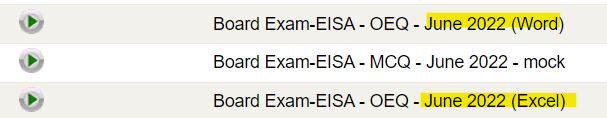 Board Exam-EISA - OEQ - June 2022 (Word)
Board Exam-EISA - MCQ - June 2022 - mock
Board Exam-EISA - OEQ - June 2022 (Excel)